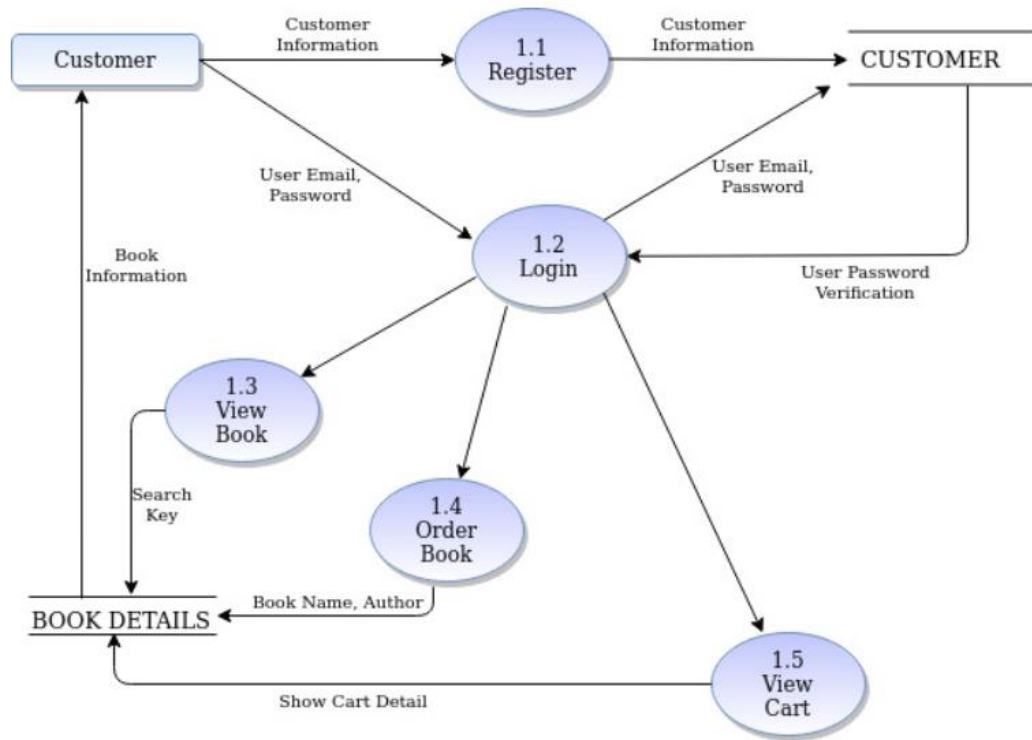 Customer
Information
1.1
Register
Customer
Information
Customer
CUSTOMER
User Email,
Password
User Email,
Password
1.2
Login
Book
Information
User Password
Verification
1.3
View
Book
Search
Key
1.4
Order
Book
Book Name, Author
BOOK DETAILS
1.5
View
Cart
Show Cart Detail